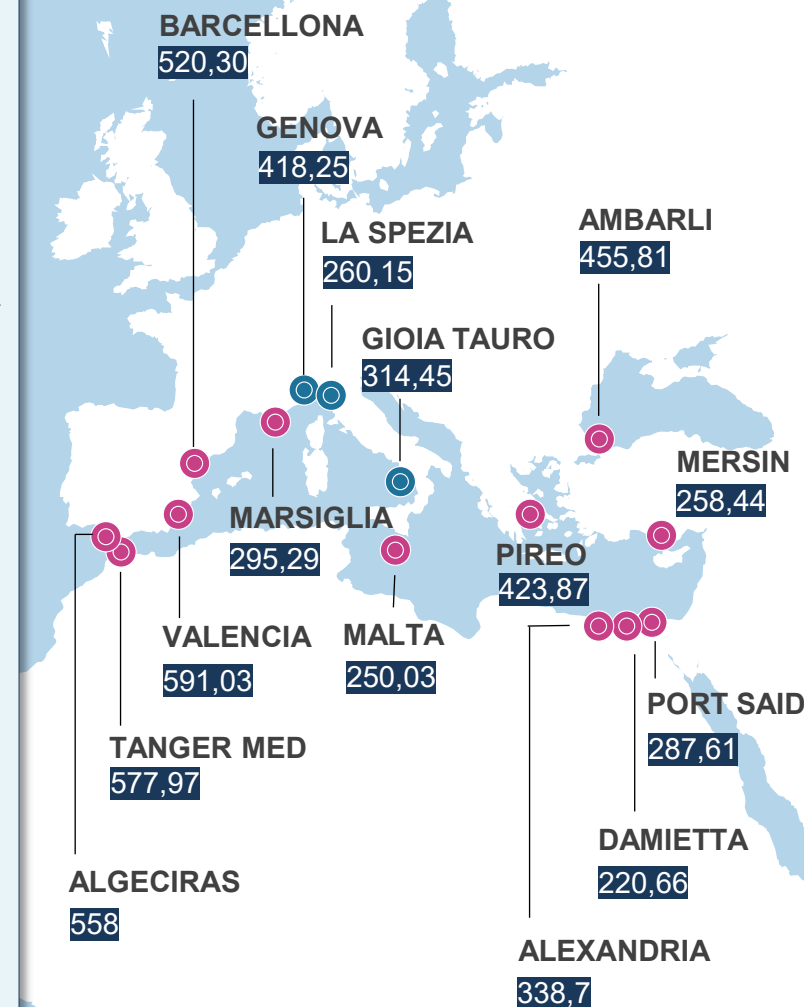 BARCELLONA
520,30
GENOVA
418,25
LA SPEZIA
260,15
AMBARLI
455,81
GIOIA TAURO
314,45
MERSIN
258,44
MARSIGLIA
295,29
PIREO
423,87
VALENCIA
591,03
MALTA
250,03
PORT SAID
287,61
TANGER MED
577,97
DAMIETTA
220,66
ALGECIRAS
558
ALEXANDRIA
338,7